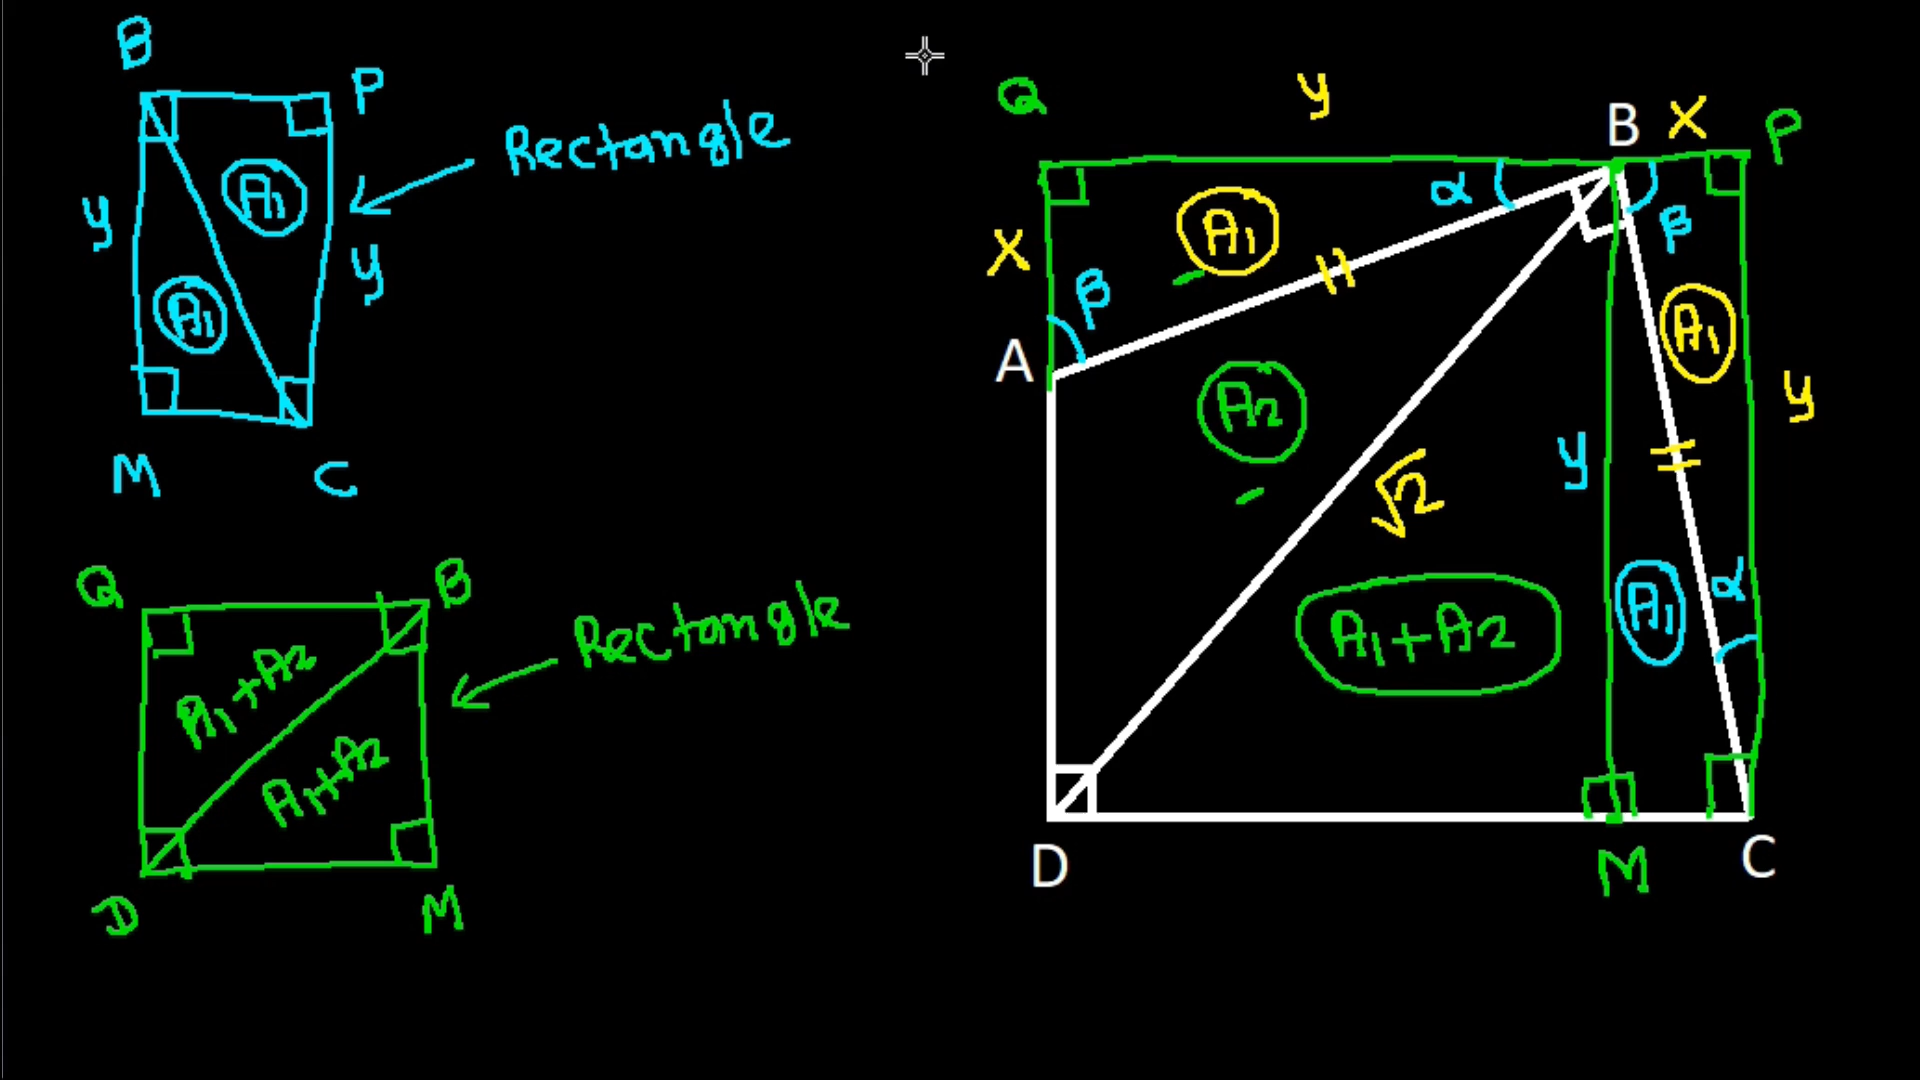 B
P
Rectangle
A₁
y
y
A₁
M
C
Q
B
Rectangle
A₁+A₂
A₁+A₂
D
M
Q
y
B
X
P
α
β
A₁
X
β
A₁
A
A₂
y
y
√2
A₁
α
A₁+A₂
D
M
C